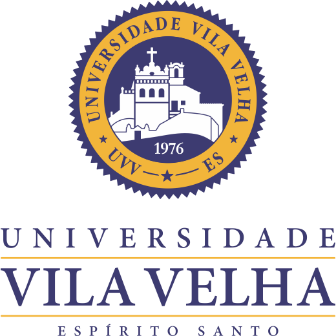 UNIVERSIDADE VILA VELHA
1976
UVV ES
UNIVERSIDADE
VILA VELHA
ESPÍRITO SANTO